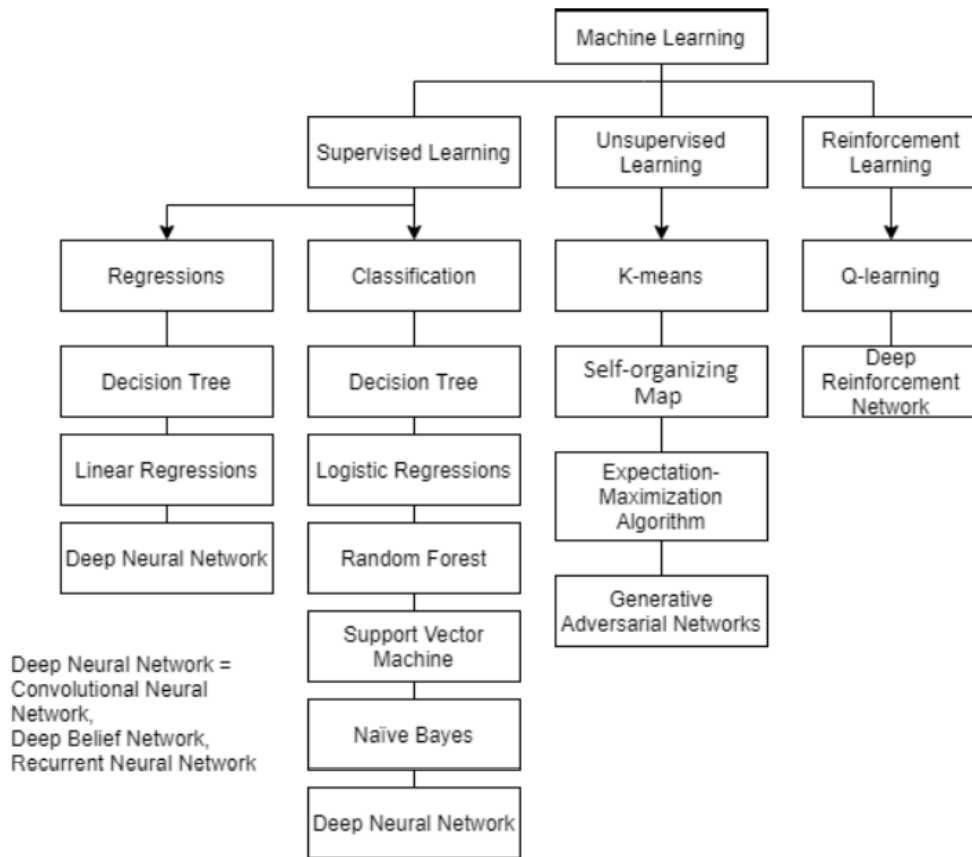 Machine Learning
Supervised Learning
Unsupervised
Learning
Reinforcement
Learning
Regressions
Classification
K-means
Q-learning
Decision Tree
Decision Tree
Self-organizing
Map
Deep
Reinforcement
Network
Linear Regressions
Logistic Regressions
Expectation-
Maximization
Algorithm
Deep Neural Network
Random Forest
Generative
Adversarial Networks
Support Vector
Machine
Deep Neural Network =
Convolutional Neural
Network,
Deep Belief Network,
Recurrent Neural Network
Naïve Bayes
Deep Neural Network